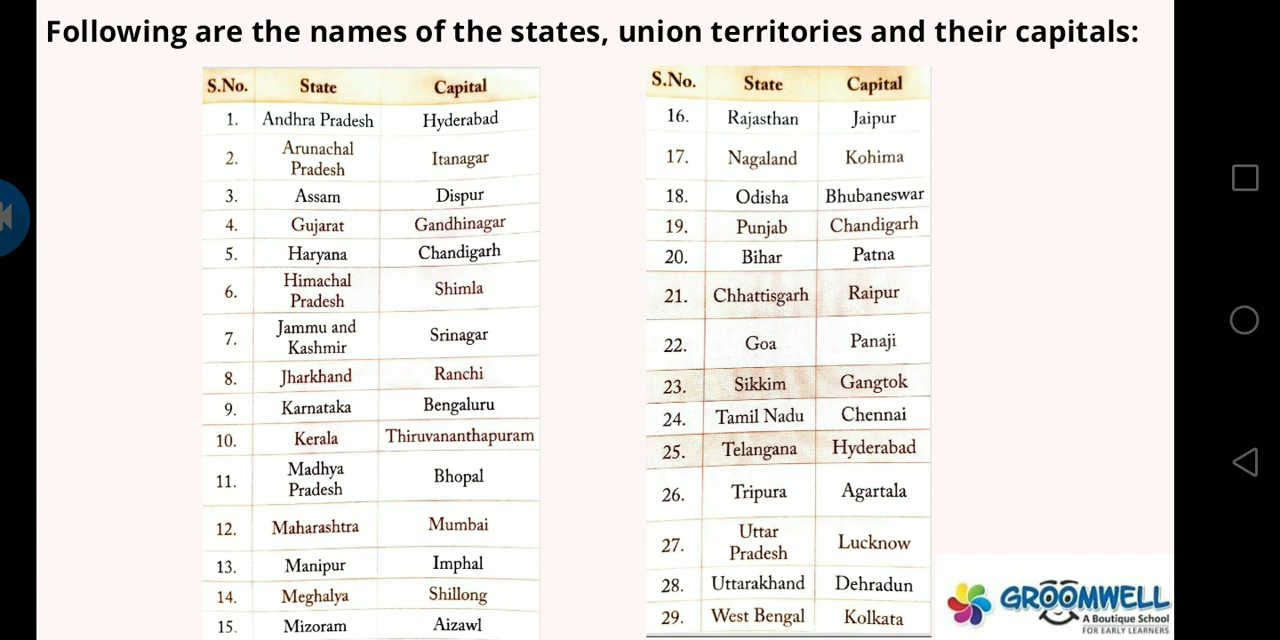 Following are the names of the states, union territories and their capitals:
S.No. State Capital
1. Andhra Pradesh Hyderabad
2. Arunachal Pradesh Itanagar
3. Assam Dispur
4. Gujarat Gandhinagar
5. Haryana Chandigarh
6. Himachal Pradesh Shimla
7. Jammu and Kashmir Srinagar
8. Jharkhand Ranchi
9. Karnataka Bengaluru
10. Kerala Thiruvananthapuram
11. Madhya Pradesh Bhopal
12. Maharashtra Mumbai
13. Manipur Imphal
14. Meghalya Shillong
15. Mizoram Aizawl
S.No. State Capital
16. Rajasthan Jaipur
17. Nagaland Kohima
18. Odisha Bhubaneswar
19. Punjab Chandigarh
20. Bihar Patna
21. Chhattisgarh Raipur
22. Goa Panaji
23. Sikkim Gangtok
24. Tamil Nadu Chennai
25. Telangana Hyderabad
26. Tripura Agartala
27. Uttar Pradesh Lucknow
28. Uttarakhand Dehradun
29. West Bengal Kolkata
GROOMWELL
A Boutique School
FOR EARLY LEARNERS